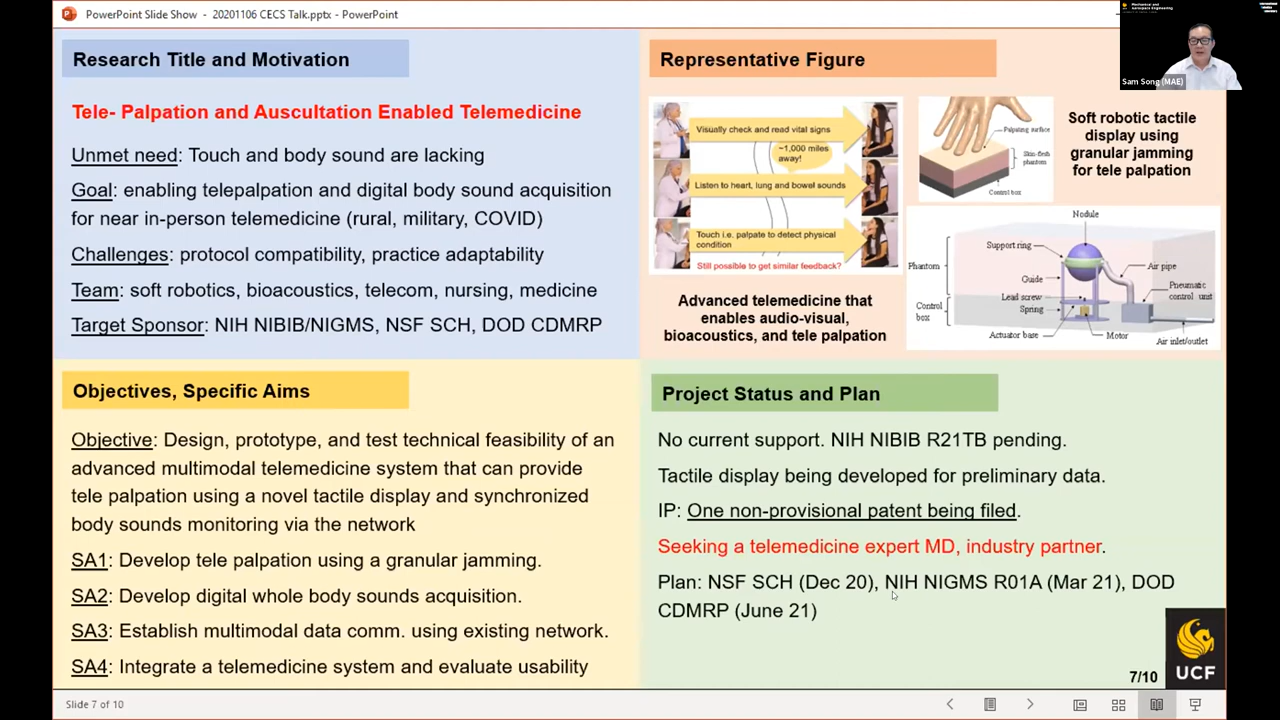 PowerPoint Slide Show - 20201106 CECS Talk.pptx - PowerPoint
Mechanical and
Aerospace Engineering
Sam Song (MAE)
Research Title and Motivation
Tele- Palpation and Auscultation Enabled Telemedicine
Unmet need: Touch and body sound are lacking
Goal: enabling telepalpation and digital body sound acquisition
for near in-person telemedicine (rural, military, COVID)
Challenges: protocol compatibility, practice adaptability
Team: soft robotics, bioacoustics, telecom, nursing, medicine
Target Sponsor: NIH NIBIB/NIGMS, NSF SCH, DOD CDMRP
Representative Figure
Visually check and read vital signs
~1,000 miles
away!
Listen to heart, lung and bowel sounds
Touch i.e. palpate to detect physical
condition
Still possible to get similar feedback?
Advanced telemedicine that
enables audio-visual,
bioacoustics, and tele palpation
Palpating surface
Skin-flesh
phantom
Control box
Soft robotic tactile
display using
granular jamming
for tele palpation
Nodule
Support ring
Air pipe
Phantom
Guide
Pneumatic
control unit
Lead screw
Control
box
Spring
Actuator base
Motor
Air inlet/outlet
Objectives, Specific Aims
Objective: Design, prototype, and test technical feasibility of an
advanced multimodal telemedicine system that can provide
tele palpation using a novel tactile display and synchronized
body sounds monitoring via the network
SA1: Develop tele palpation using a granular jamming.
SA2: Develop digital whole body sounds acquisition.
SA3: Establish multimodal data comm. using existing network.
SA4: Integrate a telemedicine system and evaluate usability
Project Status and Plan
No current support. NIH NIBIB R21TB pending.
Tactile display being developed for preliminary data.
IP: One non-provisional patent being filed.
Seeking a telemedicine expert MD, industry partner.
Plan: NSF SCH (Dec 20), NIH NIGMS R01A (Mar 21), DOD
CDMRP (June 21)
7/10
UCF
Slide 7 of 10